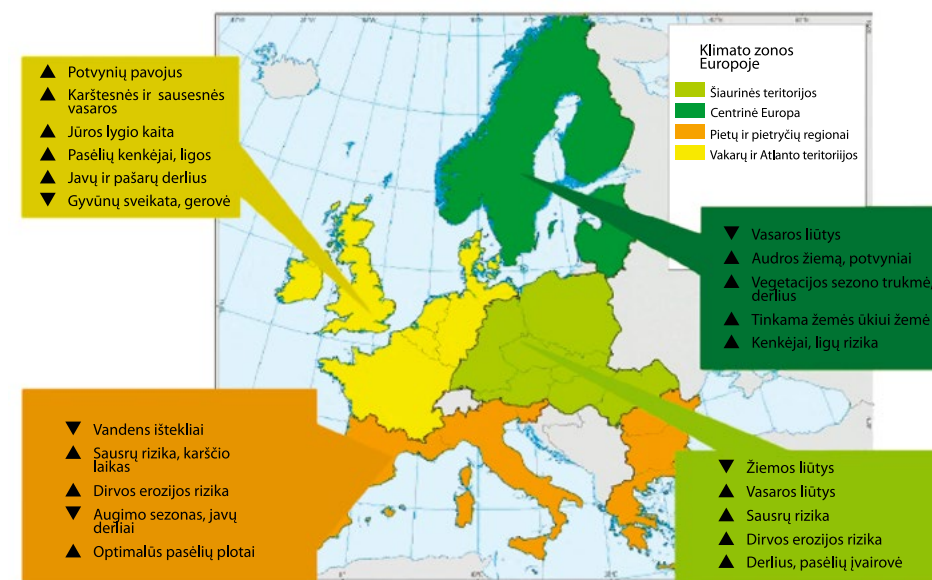 Klimato zonos
Europoje
Šiaurinės teritorijos
Centrinė Europa
Pietų ir pietryčių regionai
Vakarų ir Atlanto teritoriijos
▲ Potvynių pavojus
▲ Karštesnės ir sausesnės
vasaros
▲ Jūros lygio kaita
▲ Pasėlių kenkėjai, ligos
▲ Javų ir pašarų derlius
▼ Gyvūnų sveikata, gerovė
▼ Vasaros liūtys
▲ Audros žiemą, potvyniai
▲ Vegetacijos sezono trukmė,
derlius
▲ Tinkama žemės ūkiui žemė
▲ Kenkėjai, ligų rizika
▼ Vandens ištekliai
▲ Sausrų rizika, karščio
laikas
▲ Dirvos erozijos rizika
▼ Augimo sezonas, javų
derliai
▲ Optimalūs pasėlių plotai
▼ Žiemos liūtys
▲ Vasaros liūtys
▲ Sausrų rizika
▲ Dirvos erozijos rizika
▲ Derlius, pasėlių įvairovė